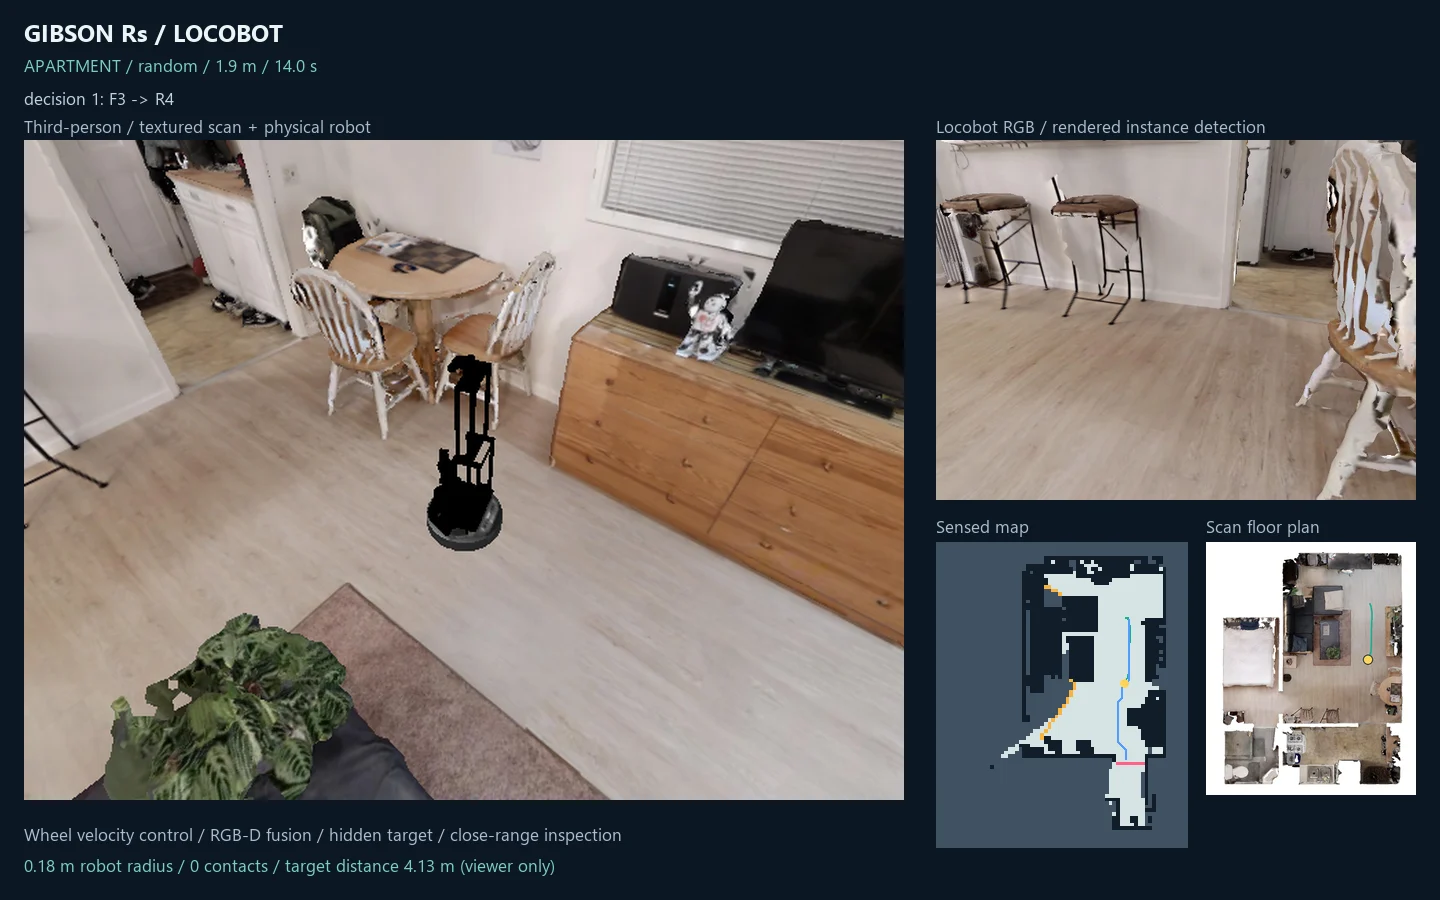 GIBSON Rs / LOCOBOT
APARTMENT / random / 1.9 m / 14.0 s
decision 1: F3 -> R4
Third-person / textured scan + physical robot
Locobot RGB / rendered instance detection
Sensed map
Scan floor plan
Wheel velocity control / RGB-D fusion / hidden target / close-range inspection
0.18 m robot radius / 0 contacts / target distance 4.13 m (viewer only)